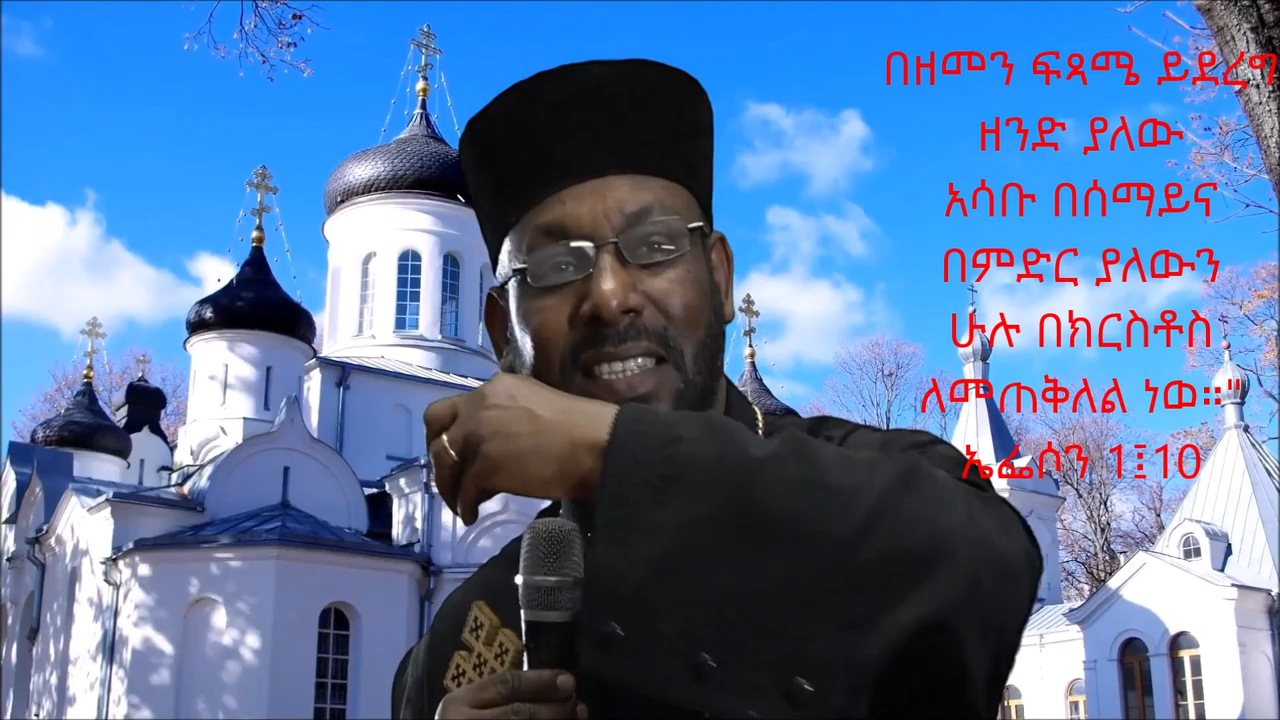 በዘመን ፍጻሜ ይደረግ
ዘንድ ያለው
አሳቡ በሰማይና
በምድር ያለውን
ሁሉ በክርስቶስ
ለመጠቅለል ነው።"
ኤፌሶን 1፤10